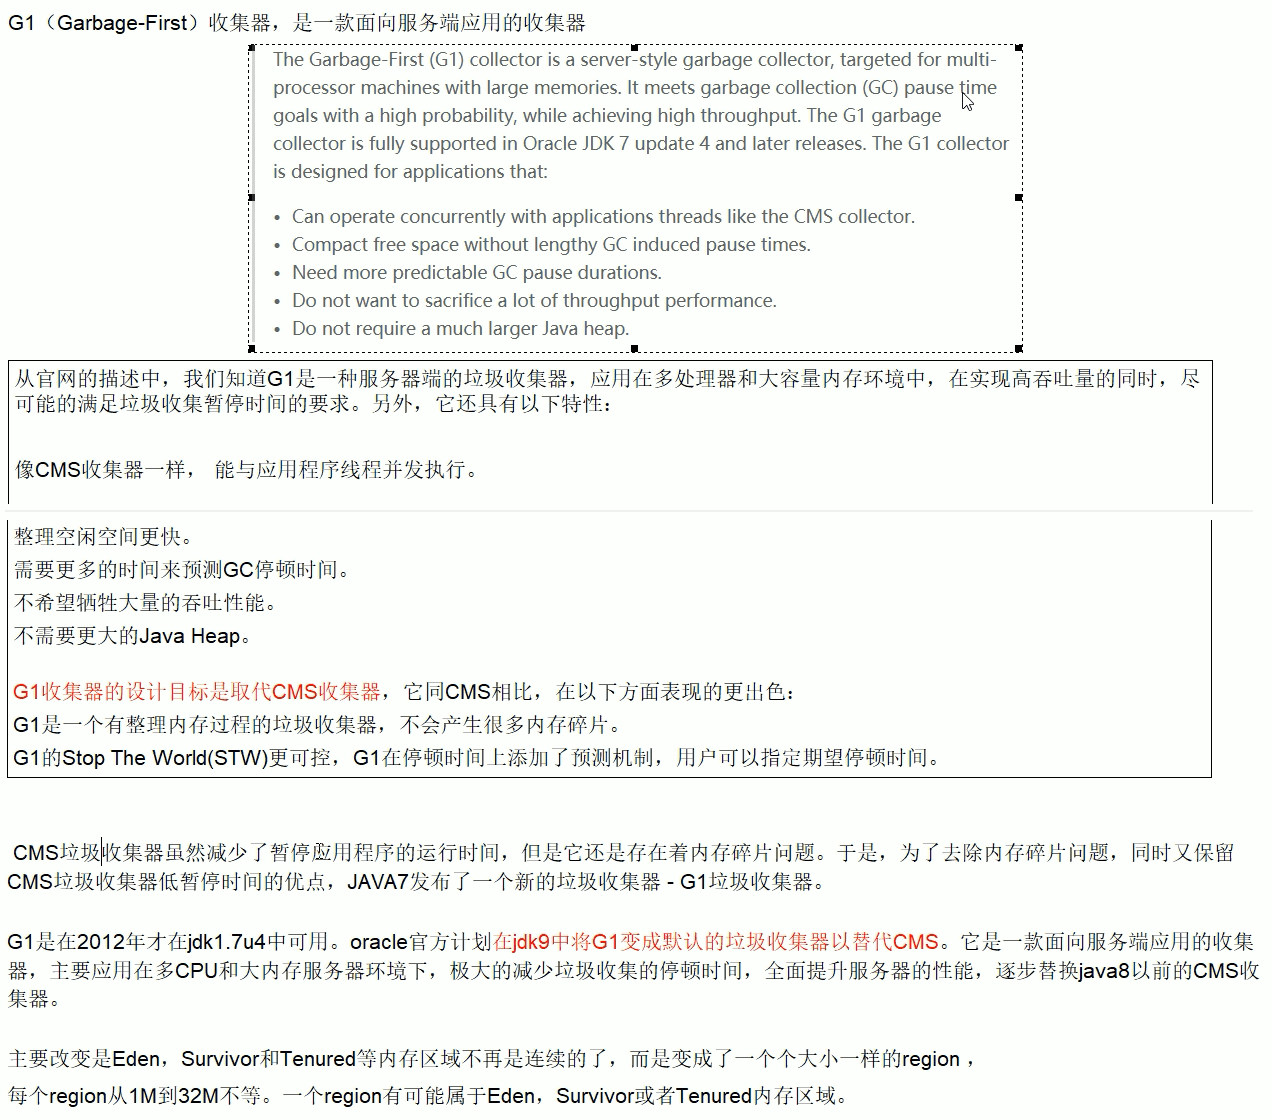 G1（Garbage-First）收集器，是一款面向服务端应用的收集器
The Garbage-First (G1) collector is a server-style garbage collector, targeted for multi-
processor machines with large memories. It meets garbage collection (GC) pause time
goals with a high probability, while achieving high throughput. The G1 garbage
collector is fully supported in Oracle JDK 7 update 4 and later releases. The G1 collector
is designed for applications that:
• Can operate concurrently with applications threads like the CMS collector.
• Compact free space without lengthy GC induced pause times.
• Need more predictable GC pause durations.
• Do not want to sacrifice a lot of throughput performance.
• Do not require a much larger Java heap.
从官网的描述中，我们知道G1是一种服务器端的垃圾收集器，应用在多处理器和大容量内存环境中，在实现高吞吐量的同时，尽
可能的满足垃圾收集暂停时间的要求。另外，它还具有以下特性：
像CMS收集器一样， 能与应用程序线程并发执行。
整理空闲空间更快。
需要更多的时间来预测GC停顿时间。
不希望牺牲大量的吞吐性能。
不需要更大的Java Heap。
G1收集器的设计目标是取代CMS收集器，它同CMS相比，在以下方面表现的更出色：
G1是一个有整理内存过程的垃圾收集器，不会产生很多内存碎片。
G1的Stop The World(STW)更可控，G1在停顿时间上添加了预测机制，用户可以指定期望停顿时间。
CMS垃圾收集器虽然减少了暂停应用程序的运行时间，但是它还是存在着内存碎片问题。于是，为了去除内存碎片问题，同时又保留
CMS垃圾收集器低暂停时间的优点，JAVA7发布了一个新的垃圾收集器 - G1垃圾收集器。
G1是在2012年才在jdk1.7u4中可用。oracle官方计划在jdk9中将G1变成默认的垃圾收集器以替代CMS。它是一款面向服务端应用的收集
器，主要应用在多CPU和大内存服务器环境下，极大的减少垃圾收集的停顿时间，全面提升服务器的性能，逐步替换java8以前的CMS收
集器。
主要改变是Eden，Survivor和Tenured等内存区域不再是连续的了，而是变成了一个个大小一样的region ，
每个region从1M到32M不等。一个region有可能属于Eden，Survivor或者Tenured内存区域。